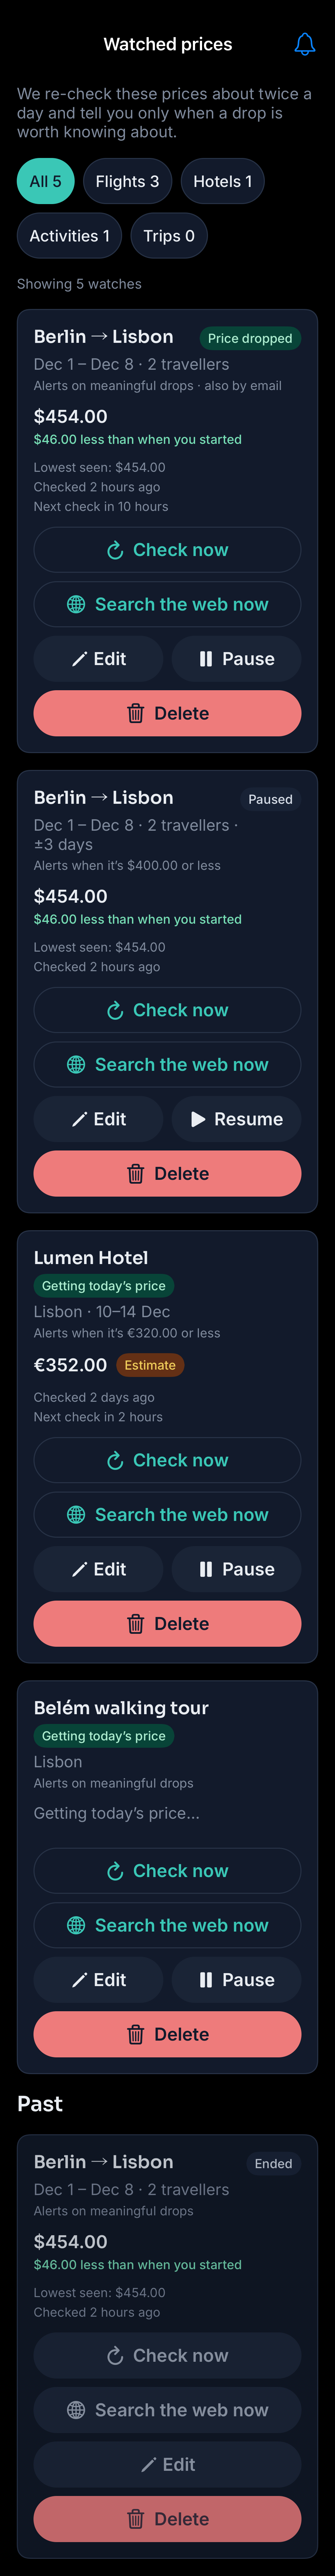 Watched prices
We re-check these prices about twice a
day and tell you only when a drop is
worth knowing about.
All 5
Flights 3
Hotels 1
Activities 1
Trips 0
Showing 5 watches
Berlin → Lisbon
Price dropped
Dec 1 – Dec 8 · 2 travellers
Alerts on meaningful drops · also by email
$454.00
$46.00 less than when you started
Lowest seen: $454.00
Checked 2 hours ago
Next check in 10 hours
Check now
Search the web now
Edit
Pause
Delete
Berlin → Lisbon
Paused
Dec 1 – Dec 8 · 2 travellers ·
±3 days
Alerts when it’s $400.00 or less
$454.00
$46.00 less than when you started
Lowest seen: $454.00
Checked 2 hours ago
Check now
Search the web now
Edit
Resume
Delete
Lumen Hotel
Getting today’s price
Lisbon · 10–14 Dec
Alerts when it’s €320.00 or less
€352.00
Estimate
Checked 2 days ago
Next check in 2 hours
Check now
Search the web now
Edit
Pause
Delete
Belém walking tour
Getting today’s price
Lisbon
Alerts on meaningful drops
Getting today’s price…
Check now
Search the web now
Edit
Pause
Delete
Past
Berlin → Lisbon
Ended
Dec 1 – Dec 8 · 2 travellers
Alerts on meaningful drops
$454.00
$46.00 less than when you started
Lowest seen: $454.00
Checked 2 hours ago
Check now
Search the web now
Edit
Delete